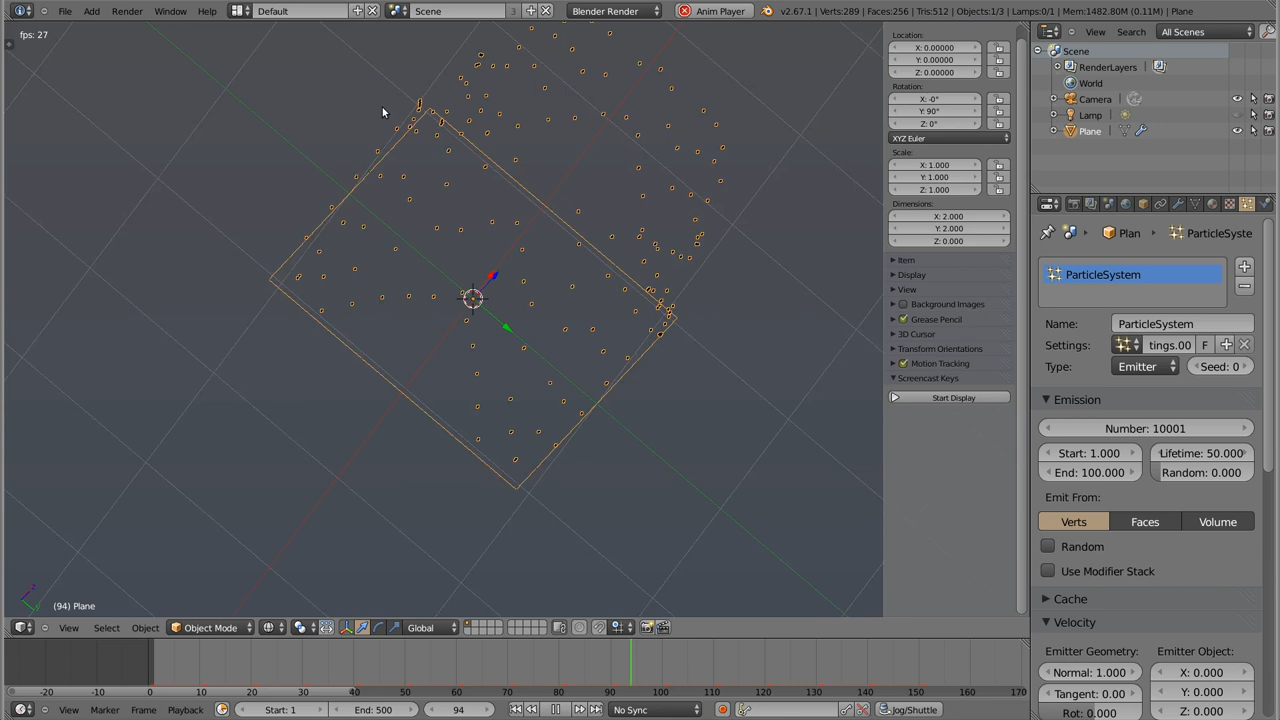 File Add Render Window Help Default Scene 3 Blender Render Anim Player v2.67.1 | Verts:289 | Faces:256 | Tris:512 | Objects:1/3 | Lamps:0/1 | Mem:1482.80M (0.11M) | Plane
fps: 27
Location:
X: 0.00000
Y: 0.00000
Z: 0.00000
Rotation:
X: -0°
Y: 90°
Z: 0°
XYZ Euler
Scale:
X: 1.000
Y: 1.000
Z: 1.000
Dimensions:
X: 2.000
Y: 2.000
Z: 0.000
Item
Display
View
Background Images
Grease Pencil
3D Cursor
Transform Orientations
Motion Tracking
Screencast Keys
Start Display
View Search All Scenes
Scene
RenderLayers
World
Camera
Lamp
Plane
Plan ParticleSyste
ParticleSystem
Name: ParticleSystem
Settings: tings.00 F
Type: Emitter Seed: 0
Emission
Number: 10001
Start: 1.000 Lifetime: 50.000
End: 100.000 Random: 0.000
Emit From:
Verts Faces Volume
Random
Use Modifier Stack
Cache
Velocity
Emitter Geometry: Emitter Object:
Normal: 1.000 X: 0.000
Tangent: 0.00 Y: 0.000
Rot: 0.000 Z: 0.000
z
y
(94) Plane
View Select Object Object Mode Global
-20 -10 0 10 20 30 40 50 60 70 80 90 100 110 120 130 140 150 160 170
View Marker Frame Playback Start: 1 End: 500 94 No Sync Jog/Shuttle